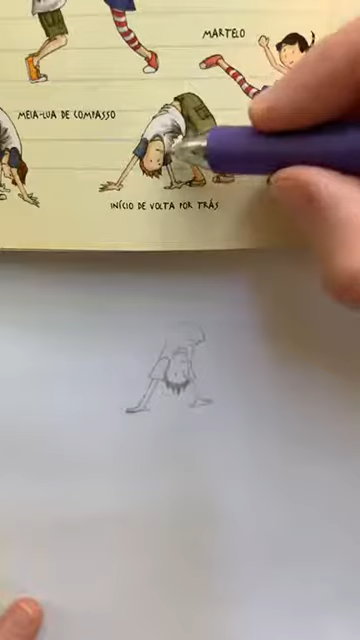 MARTELO
MEIA-LUA DE COMPASSO
INÍCIO DE VOLTA POR TRÁS